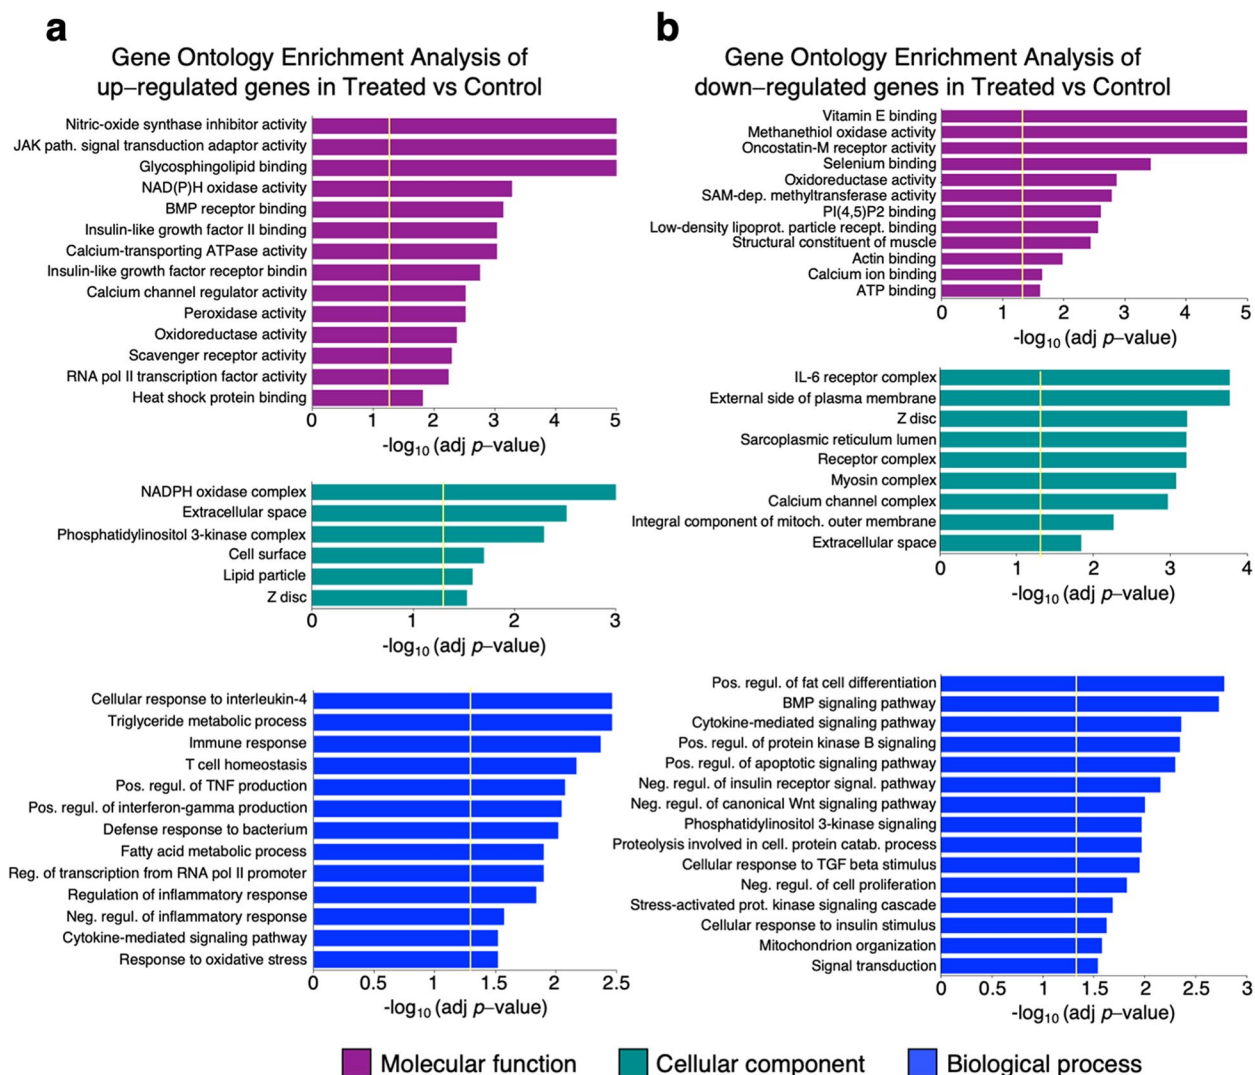 a
Gene Ontology Enrichment Analysis of
up–regulated genes in Treated vs Control
Nitric-oxide synthase inhibitor activity
JAK path. signal transduction adaptor activity
Glycosphingolipid binding
NAD(P)H oxidase activity
BMP receptor binding
Insulin-like growth factor II binding
Calcium-transporting ATPase activity
Insulin-like growth factor receptor bindin
Calcium channel regulator activity
Peroxidase activity
Oxidoreductase activity
Scavenger receptor activity
RNA pol II transcription factor activity
Heat shock protein binding
0 1 2 3 4 5
-log10 (adj p–value)
NADPH oxidase complex
Extracellular space
Phosphatidylinositol 3-kinase complex
Cell surface
Lipid particle
Z disc
0 1 2 3
-log10 (adj p–value)
Cellular response to interleukin-4
Triglyceride metabolic process
Immune response
T cell homeostasis
Pos. regul. of TNF production
Pos. regul. of interferon-gamma production
Defense response to bacterium
Fatty acid metabolic process
Reg. of transcription from RNA pol II promoter
Regulation of inflammatory response
Neg. regul. of inflammatory response
Cytokine-mediated signaling pathway
Response to oxidative stress
0 0.5 1 1.5 2 2.5
-log10 (adj p–value)
b
Gene Ontology Enrichment Analysis of
down–regulated genes in Treated vs Control
Vitamin E binding
Methanethiol oxidase activity
Oncostatin-M receptor activity
Selenium binding
Oxidoreductase activity
SAM-dep. methyltransferase activity
PI(4,5)P2 binding
Low-density lipoprot. particle recept. binding
Structural constituent of muscle
Actin binding
Calcium ion binding
ATP binding
0 1 2 3 4 5
-log10 (adj p–value)
IL-6 receptor complex
External side of plasma membrane
Z disc
Sarcoplasmic reticulum lumen
Receptor complex
Myosin complex
Calcium channel complex
Integral component of mitoch. outer membrane
Extracellular space
0 1 2 3 4
-log10 (adj p–value)
Pos. regul. of fat cell differentiation
BMP signaling pathway
Cytokine-mediated signaling pathway
Pos. regul. of protein kinase B signaling
Pos. regul. of apoptotic signaling pathway
Neg. regul. of insulin receptor signal. pathway
Neg. regul. of canonical Wnt signaling pathway
Phosphatidylinositol 3-kinase signaling
Proteolysis involved in cell. protein catab. process
Cellular response to TGF beta stimulus
Neg. regul. of cell proliferation
Stress-activated prot. kinase signaling cascade
Cellular response to insulin stimulus
Mitochondrion organization
Signal transduction
0 0.5 1 1.5 2 2.5 3
-log10 (adj p–value)
Molecular function Cellular component Biological process